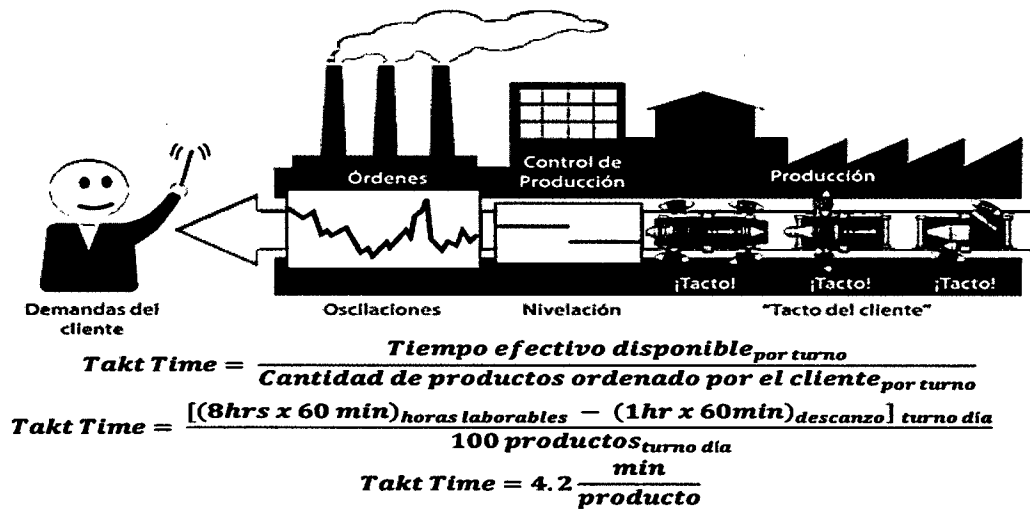 Órdenes
Control de
Producción
Producción
¡Tacto!
¡Tacto!
¡Tacto!
Demandas del
cliente
Oscilaciones
Nivelación
"Tacto del cliente"
Takt Time = Tiempo efectivo disponible por turno / Cantidad de productos ordenado por el cliente por turno
Takt Time = [(8hrs x 60 min) horas laborables − (1hr x 60min) descanzo] turno día / 100 productos turno día
Takt Time = 4.2 min / producto